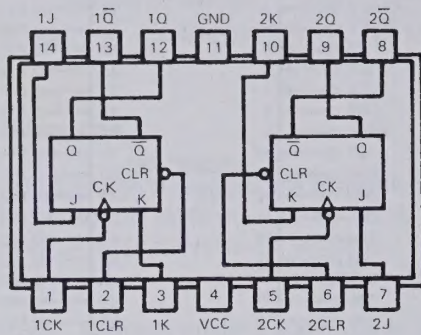 1J 1Q̅ 1Q GND 2K 2Q 2Q̅
14 13 12 11 10 9 8
Q Q̅ Q̅ Q
CLR CLR
CK CK
J K K J
1 2 3 4 5 6 7
1CK 1CLR 1K VCC 2CK 2CLR 2J